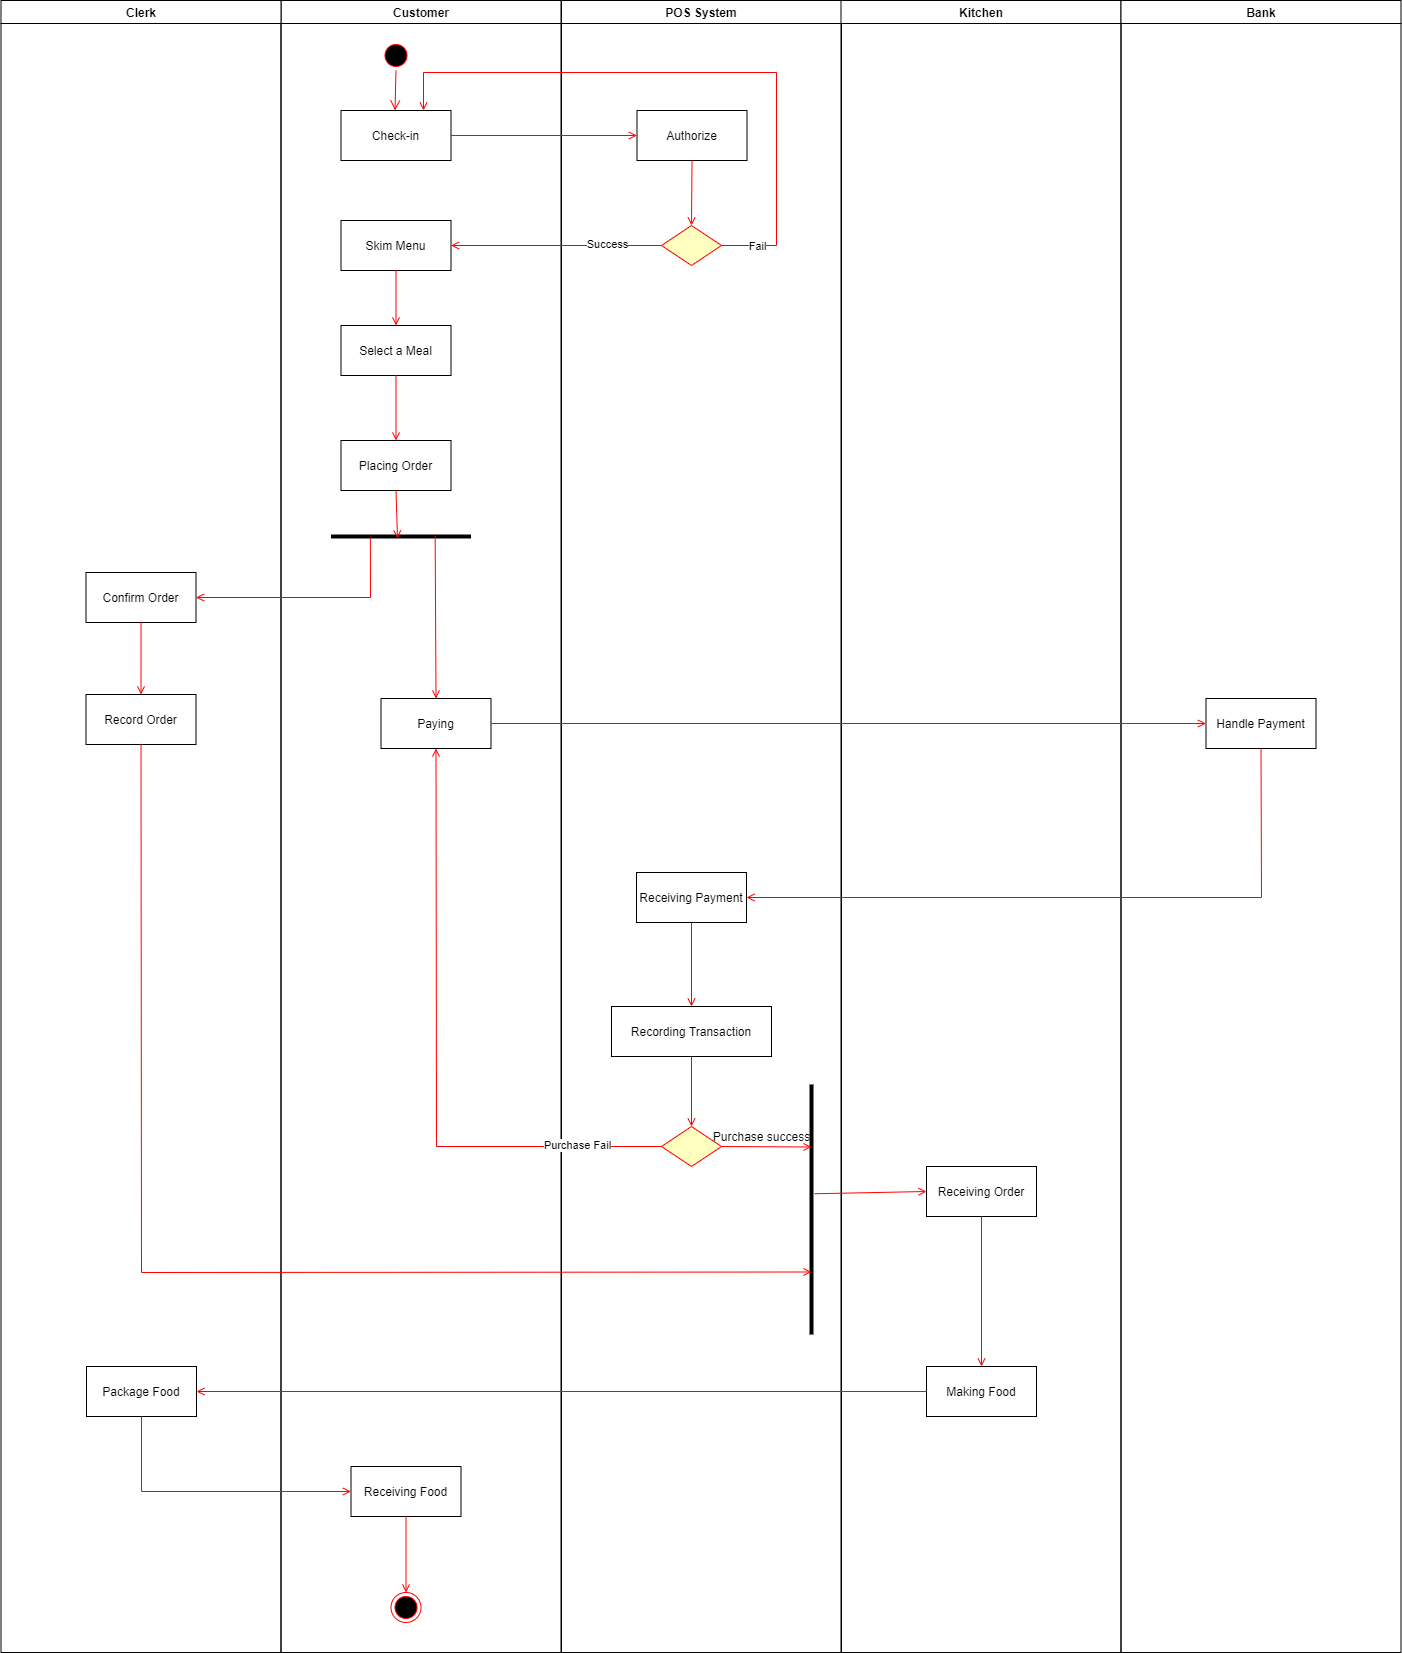 Clerk
Customer
POS System
Kitchen
Bank
Check-in
Authorize
Skim Menu
Success
Fail
Select a Meal
Placing Order
Confirm Order
Record Order
Paying
Handle Payment
Receiving Payment
Recording Transaction
Purchase Fail
Purchase success
Receiving Order
Package Food
Making Food
Receiving Food